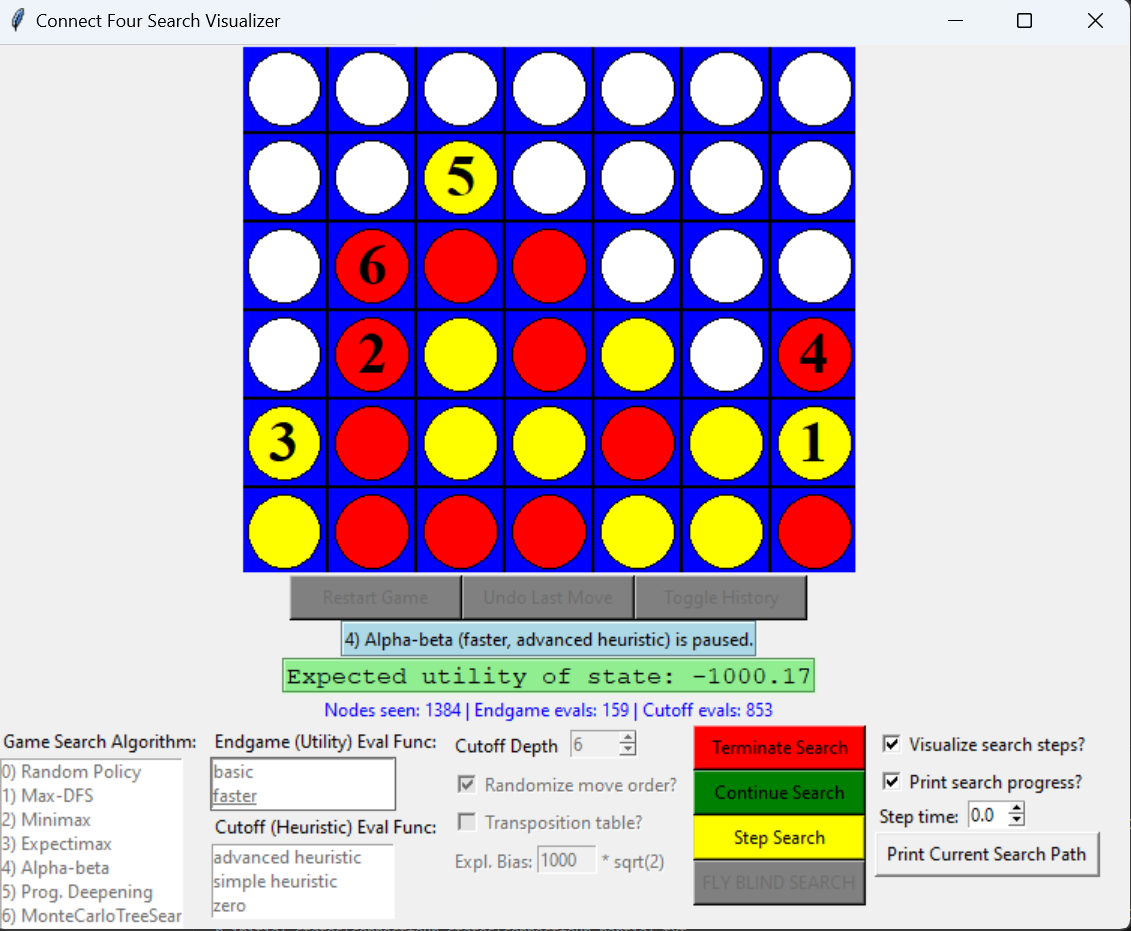 Connect Four Search Visualizer
5
6
2
4
3
1
Restart Game
Undo Last Move
Toggle History
4) Alpha-beta (faster, advanced heuristic) is paused.
Expected utility of state: -1000.17
Nodes seen: 1384 | Endgame evals: 159 | Cutoff evals: 853
Game Search Algorithm:
0) Random Policy
1) Max-DFS
2) Minimax
3) Expectimax
4) Alpha-beta
5) Prog. Deepening
6) MonteCarloTreeSear
Endgame (Utility) Eval Func:
basic
faster
Cutoff (Heuristic) Eval Func:
advanced heuristic
simple heuristic
zero
Cutoff Depth 6
Randomize move order?
Transposition table?
Expl. Bias: 1000 * sqrt(2)
Terminate Search
Continue Search
Step Search
FLY BLIND SEARCH
Visualize search steps?
Print search progress?
Step time: 0.0
Print Current Search Path